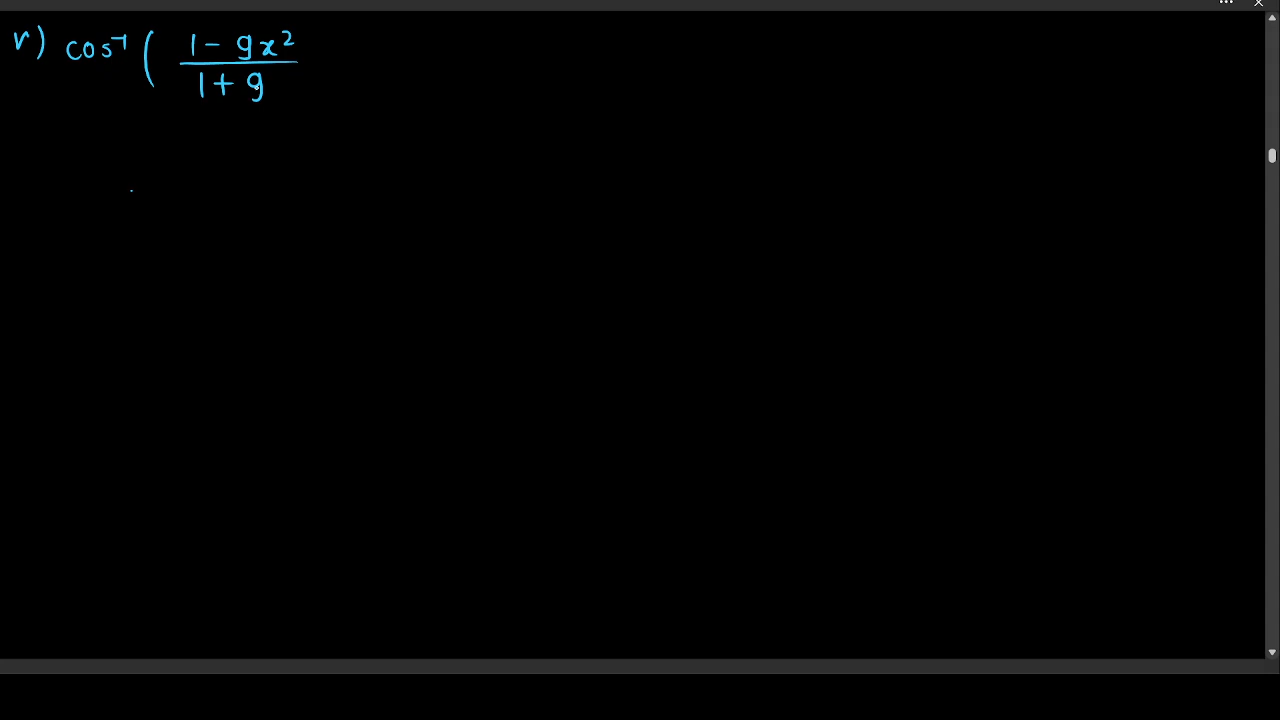 v) cos⁻¹ ( 1 - 9x²
1 + 9